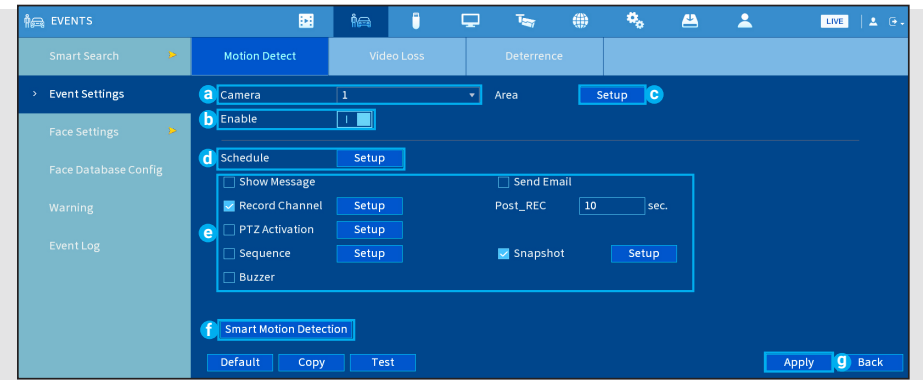 EVENTS
LIVE
Smart Search
Motion Detect
Video Loss
Deterrence
Event Settings
a Camera 1 Area Setup c
b Enable
Face Settings
d Schedule Setup
Face Database Config
Show Message Send Email
Warning
Record Channel Setup Post_REC 10 sec.
e PTZ Activation Setup
Event Log
Sequence Setup Snapshot Setup
Buzzer
f Smart Motion Detection
Default Copy Test Apply g Back